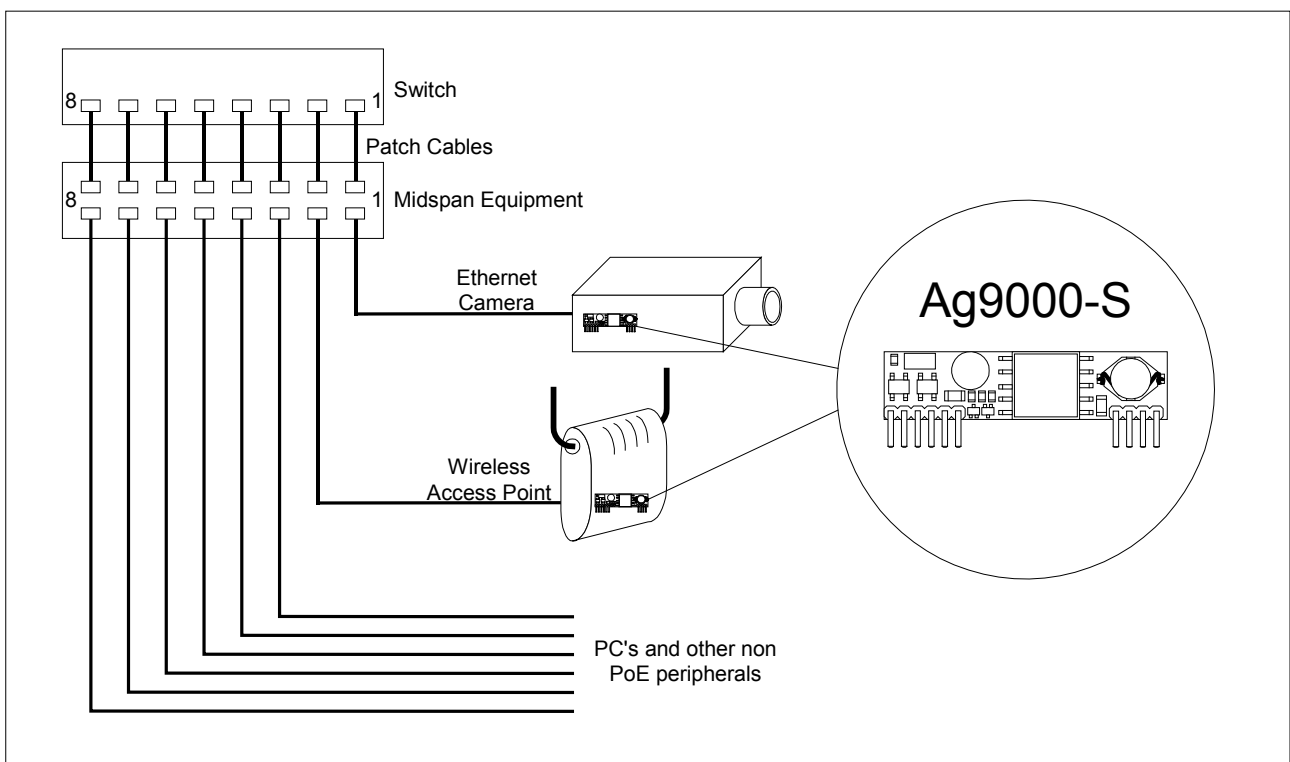 8
1
Switch
Patch Cables
8
1
Midspan Equipment
Ethernet
Camera
Ag9000-S
Wireless
Access Point
PC's and other non
PoE peripherals